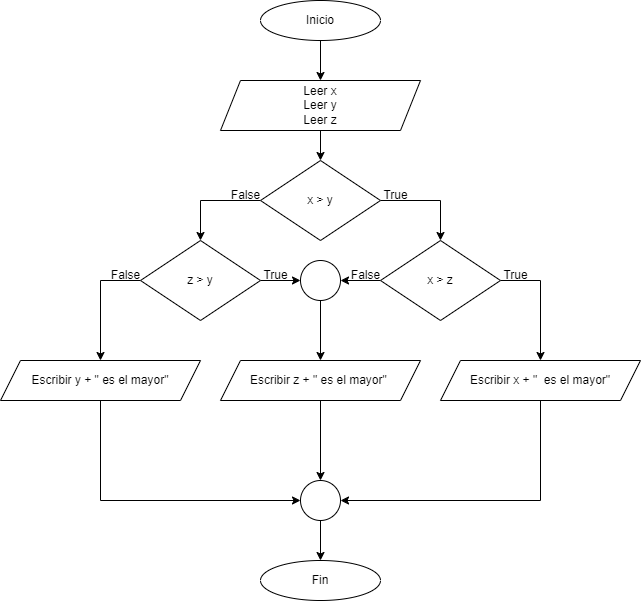 Inicio
Leer x
Leer y
Leer z
False
x > y
True
False
z > y
True
False
x > z
True
Escribir y + " es el mayor"
Escribir z + " es el mayor"
Escribir x + "  es el mayor"
Fin